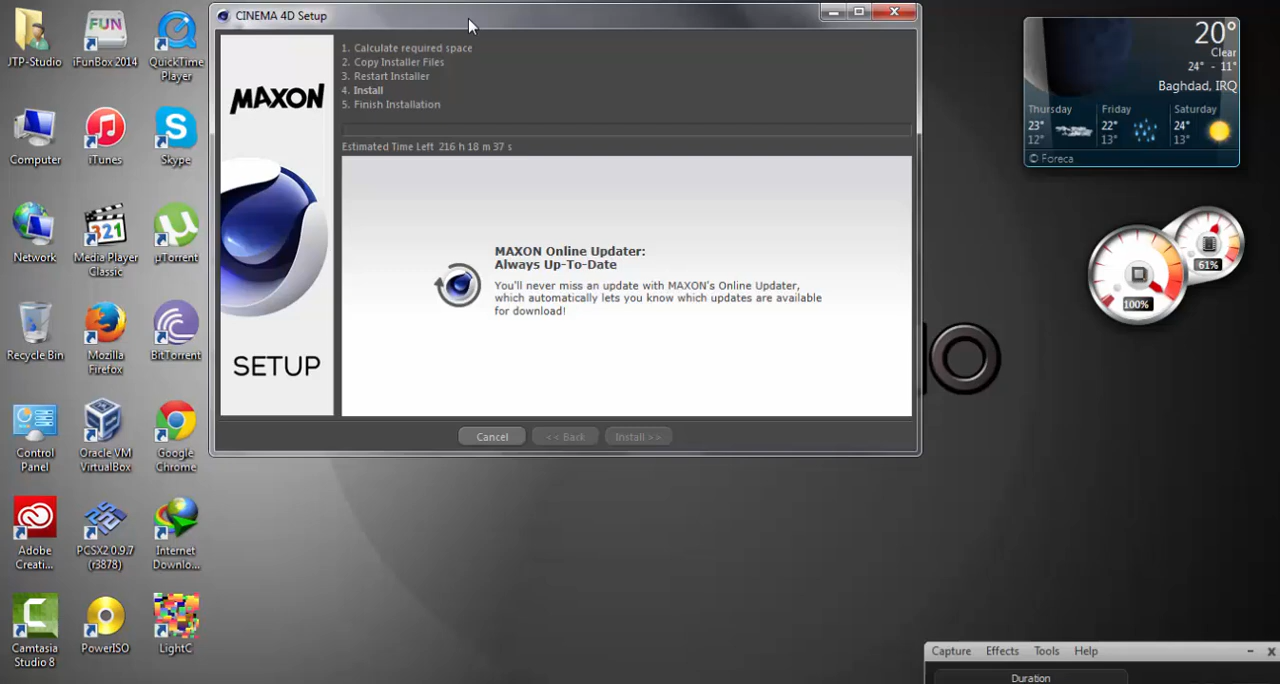 JTP-Studio
iFunBox 2014
FUN
QuickTime
Player
Computer
iTunes
Skype
Network
321
Media Player
Classic
µTorrent
Recycle Bin
Mozilla
Firefox
BitTorrent
Control
Panel
Oracle VM
VirtualBox
Google
Chrome
Adobe
Creati...
PCSX2 0.9.7
(r3878)
Internet
Downlo...
Camtasia
Studio 8
PowerISO
LightC
CINEMA 4D Setup
MAXON
SETUP
1. Calculate required space
2. Copy Installer Files
3. Restart Installer
4. Install
5. Finish Installation
Estimated Time Left 216 h 18 m 37 s
MAXON Online Updater:
Always Up-To-Date
You'll never miss an update with MAXON's Online Updater,
which automatically lets you know which updates are available
for download!
Cancel
<< Back
Install >>
20°
Clear
24° - 11°
Baghdad, IRQ
Thursday Friday Saturday
23° 22° 24°
12° 13° 13°
© Foreca
61%
100%
Capture Effects Tools Help
Duration